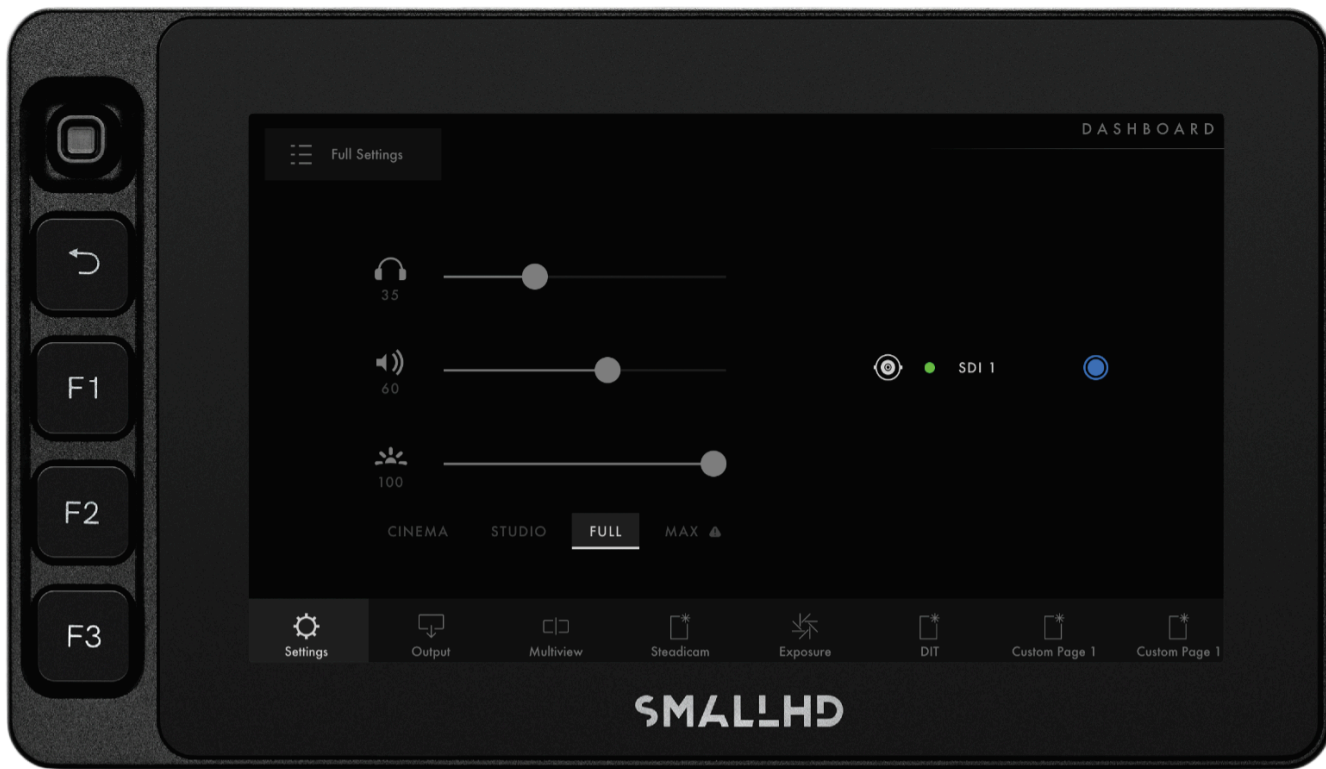 DASHBOARD
Full Settings
35
60
SDI 1
100
CINEMA STUDIO FULL MAX
Settings Output Multiview Steadicam Exposure DIT Custom Page 1 Custom Page 1
F1
F2
F3
SMALLHD